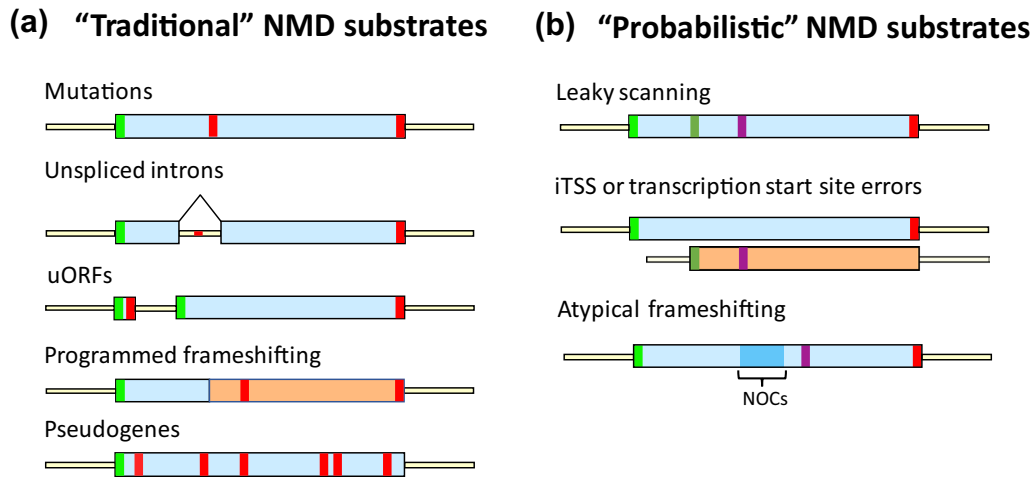 (a) “Traditional” NMD substrates
Mutations
Unspliced introns
uORFs
Programmed frameshifting
Pseudogenes
(b) “Probabilistic” NMD substrates
Leaky scanning
iTSS or transcription start site errors
Atypical frameshifting
NOCs